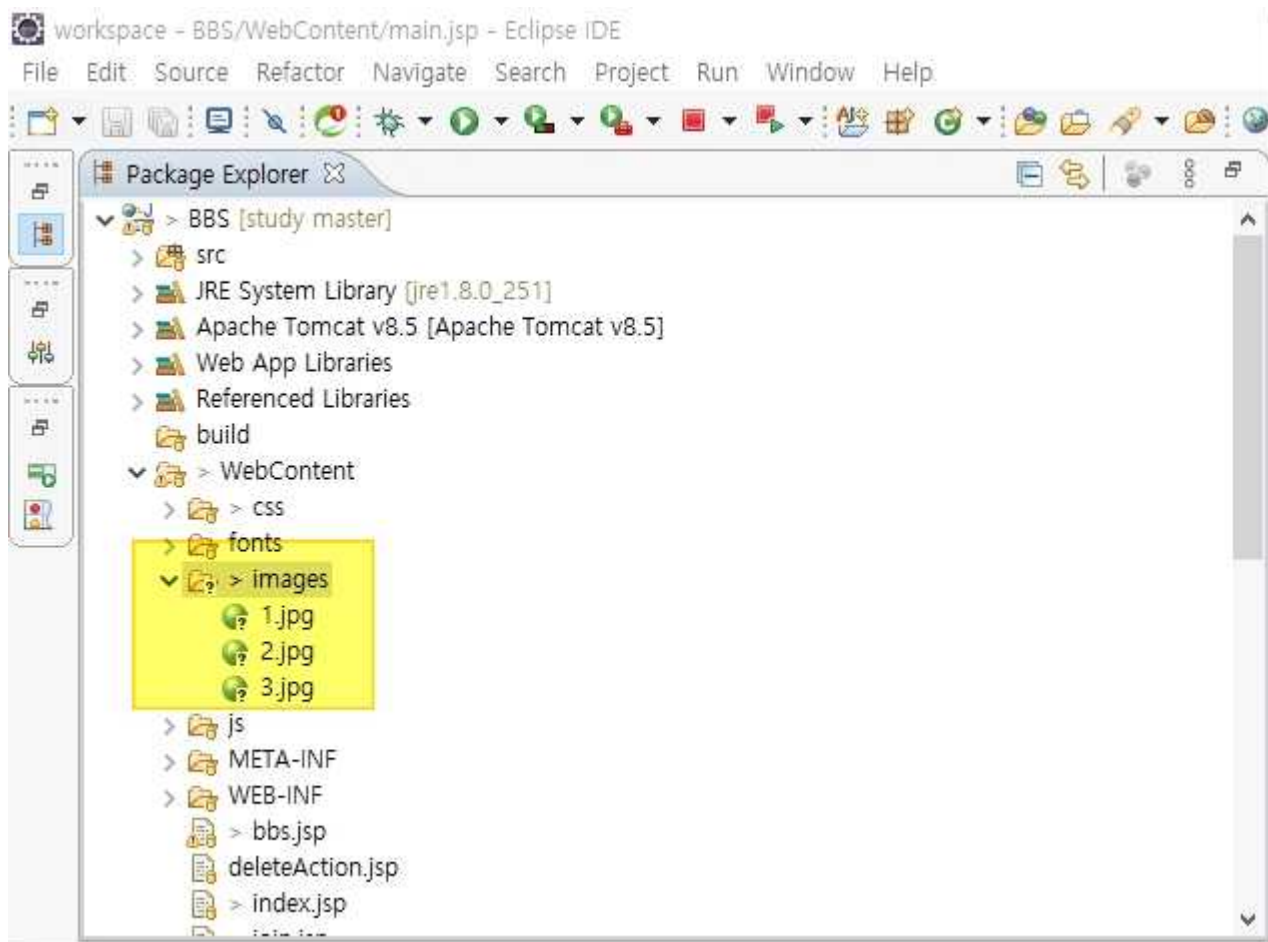 workspace - BBS/WebContent/main.jsp - Eclipse IDE
File Edit Source Refactor Navigate Search Project Run Window Help
Package Explorer
> BBS [study master]
src
JRE System Library [jre1.8.0_251]
Apache Tomcat v8.5 [Apache Tomcat v8.5]
Web App Libraries
Referenced Libraries
build
> WebContent
> css
fonts
> images
1.jpg
2.jpg
3.jpg
js
META-INF
WEB-INF
> bbs.jsp
deleteAction.jsp
> index.jsp